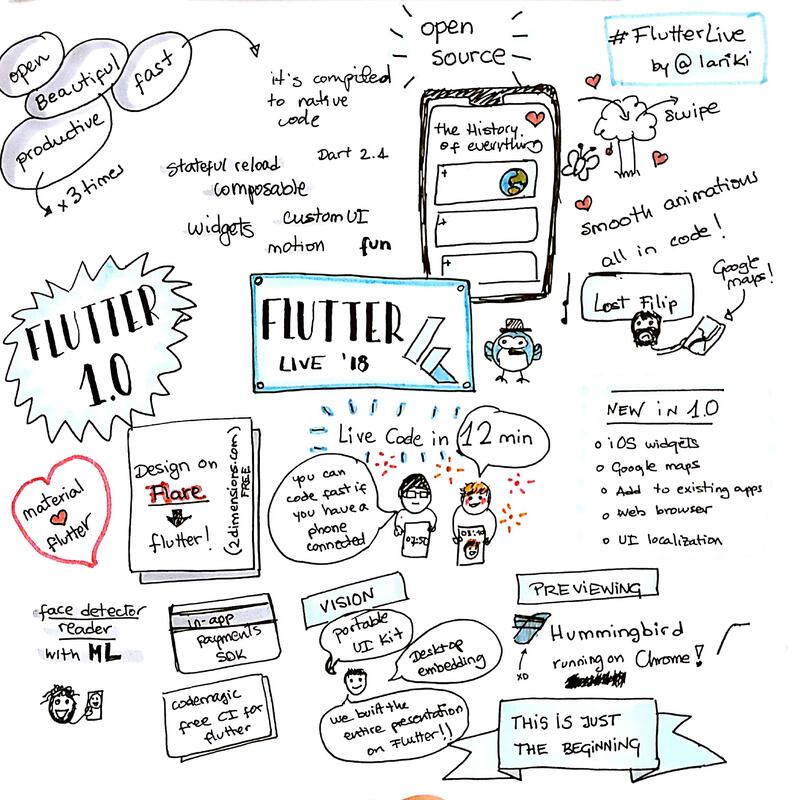 open
Beautiful
fast
productive
x3 times
it's compiled
to native
code
open
source
#FlutterLive
by @lariki
the History
of everything
swipe
Stateful reload
Dart 2.1
composable
widgets
custom UI
motion
fun
smooth animations
all in code!
Google
maps!
Lost Filip
FLUTTER
1.0
FLUTTER
LIVE '18
Live Code in 12 min
you can
code fast if
you have a
phone
connected
07:50
NEW IN 1.0
iOS widgets
Google maps
Add to existing apps
Web browser
UI localization
material
flutter
Design on
Flare
flutter!
(2dimensions.com)
FREE
face detector
reader
with ML
in-app
payments
SDK
codemagic
free CI for
flutter
VISION
portable
UI Kit
Desktop
embedding
we built the
entire presentation
on Flutter!!
PREVIEWING
Hummingbird
running on Chrome!
XD
THIS IS JUST
THE BEGINNING